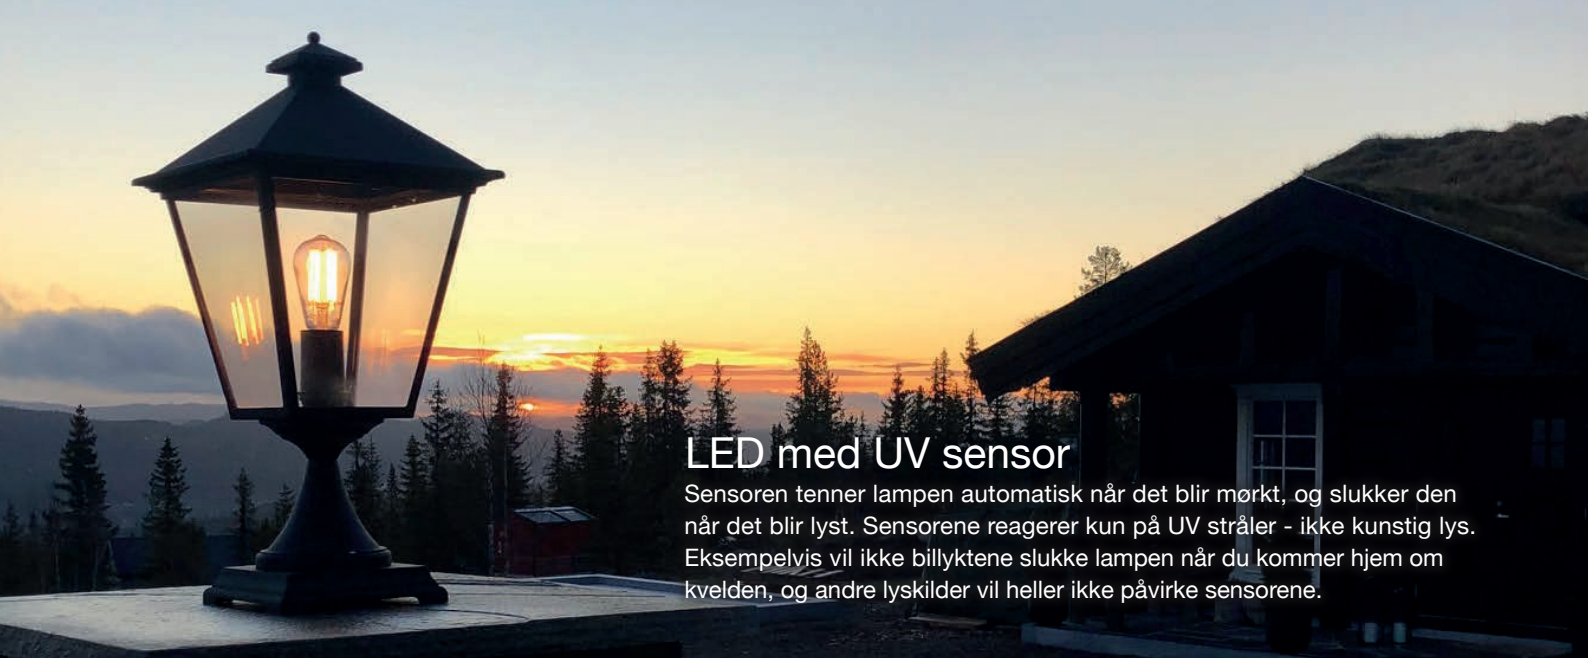 LED med UV sensor
Sensoren tenner lampen automatisk når det blir mørkt, og slukker den
når det blir lyst. Sensorene reagerer kun på UV stråler - ikke kunstig lys.
Eksempelvis vil ikke billyktene slukke lampen når du kommer hjem om
kvelden, og andre lyskilder vil heller ikke påvirke sensorene.